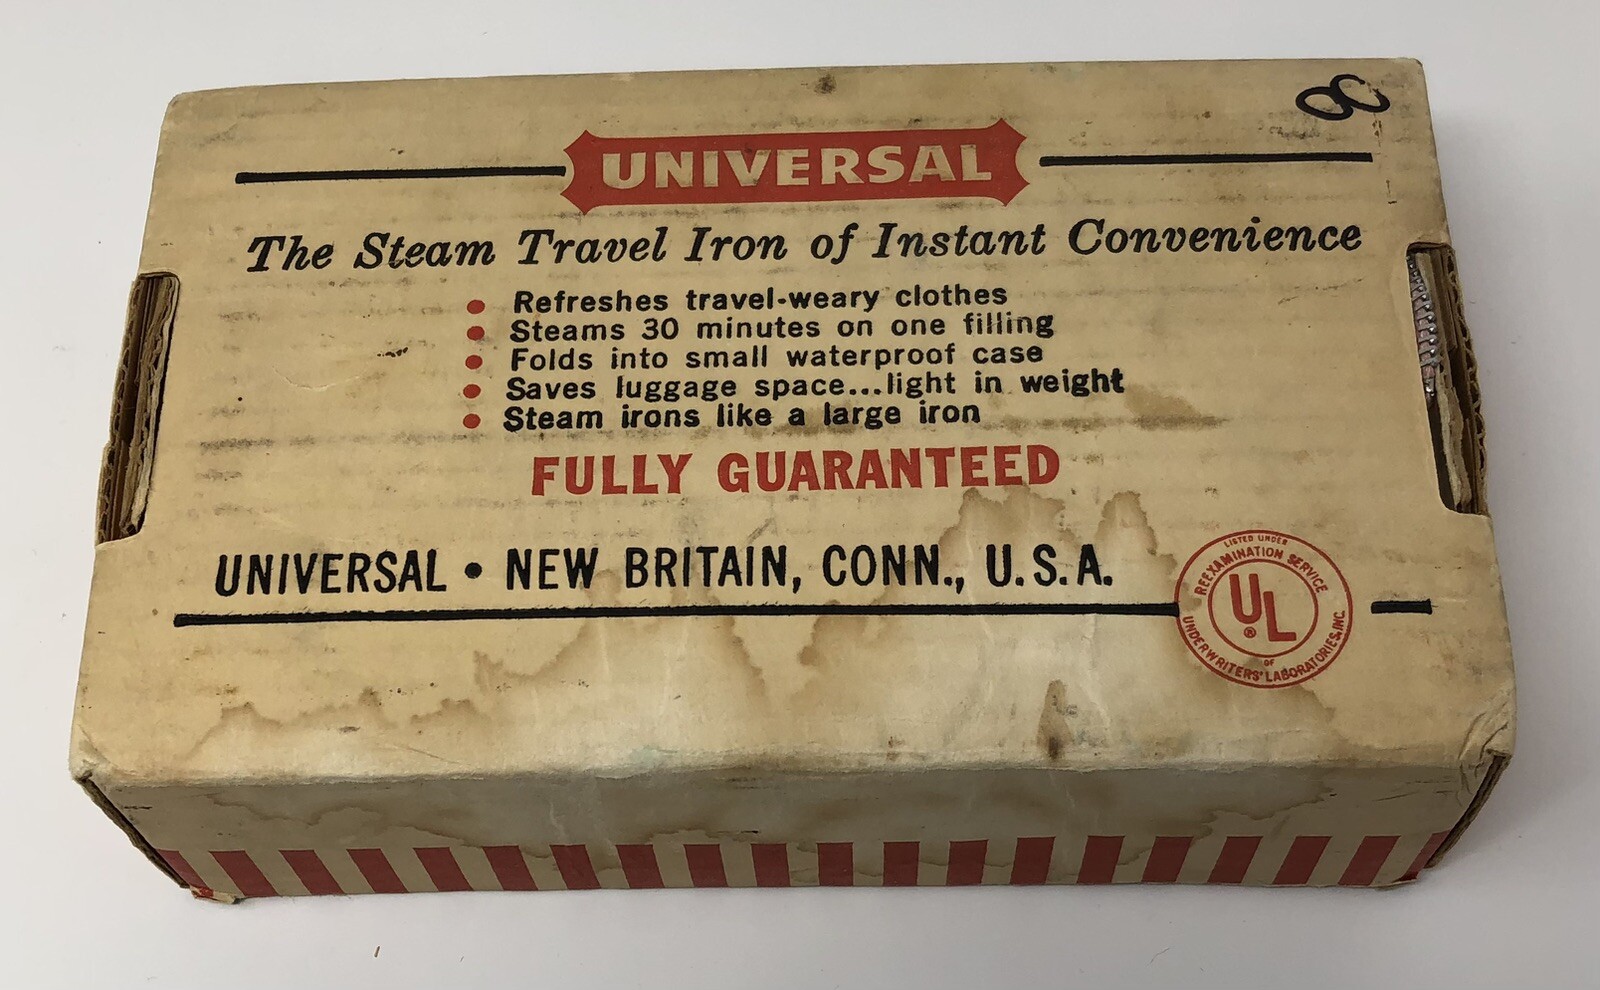 UNIVERSAL
The Steam Travel Iron of Instant Convenience
• Refreshes travel-weary clothes
• Steams 30 minutes on one filling
• Folds into small waterproof case
• Saves luggage space...light in weight
• Steam irons like a large iron
FULLY GUARANTEED
UNIVERSAL • NEW BRITAIN, CONN., U.S.A.
LISTED UNDER
REEXAMINATION SERVICE
UL®
OF
UNDERWRITERS' LABORATORIES, INC.